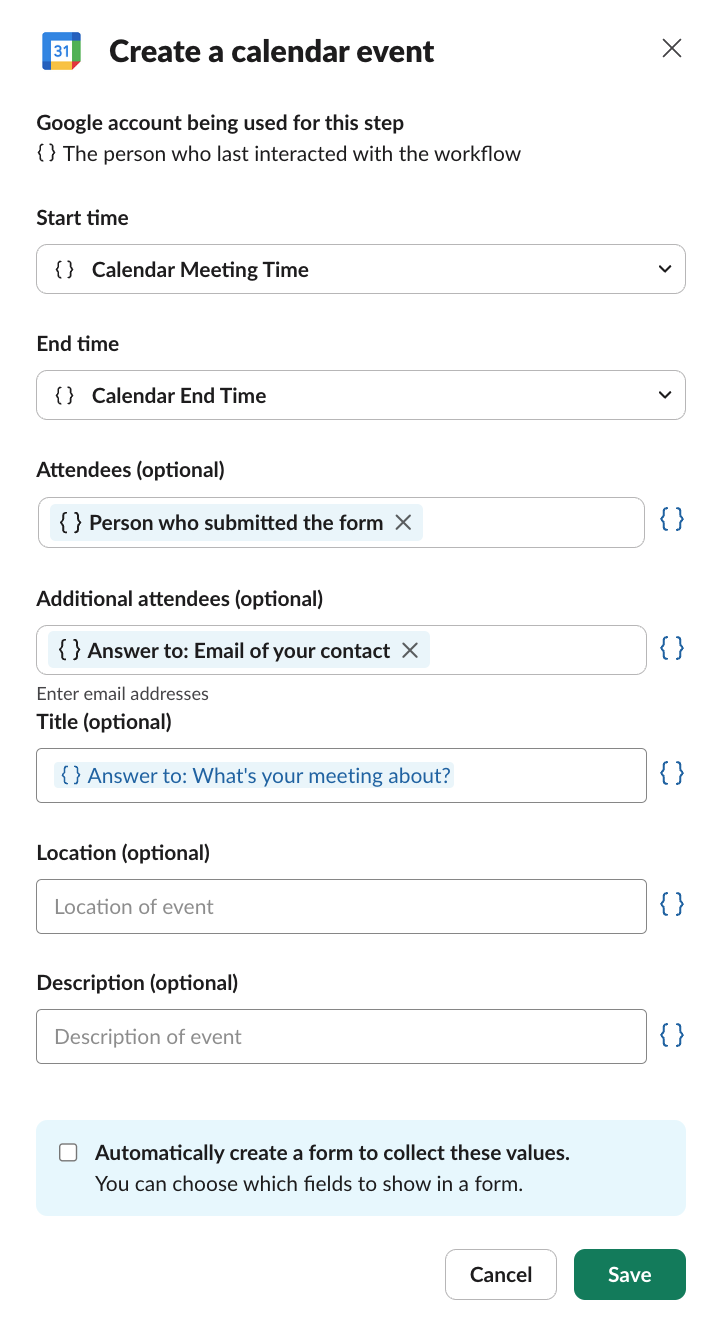 31 Create a calendar event
Google account being used for this step
{} The person who last interacted with the workflow
Start time
{} Calendar Meeting Time
End time
{} Calendar End Time
Attendees (optional)
{} Person who submitted the form
{}
Additional attendees (optional)
{} Answer to: Email of your contact
{}
Enter email addresses
Title (optional)
{} Answer to: What's your meeting about?
{}
Location (optional)
Location of event
{}
Description (optional)
Description of event
{}
Automatically create a form to collect these values.
You can choose which fields to show in a form.
Cancel Save